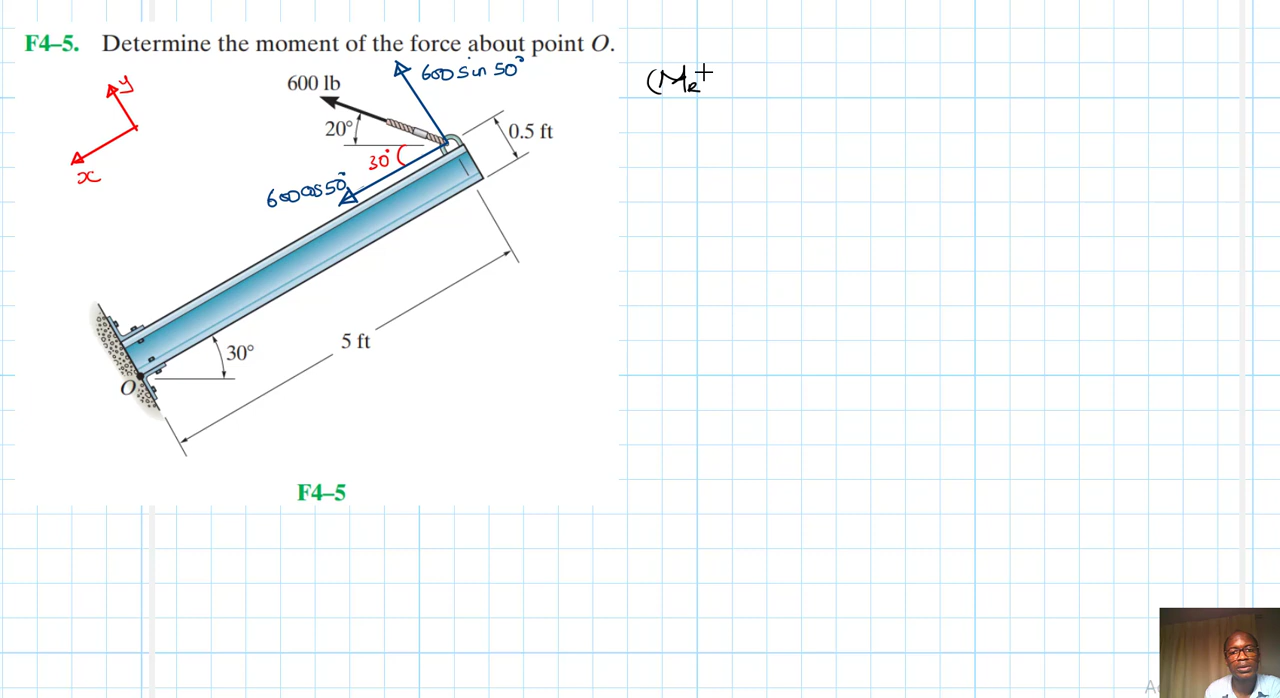 F4–5. Determine the moment of the force about point O.
y
x
600 lb
600 sin 50°
20°
0.5 ft
30°
600 cos 50°
5 ft
30°
O
F4–5
(M_R +